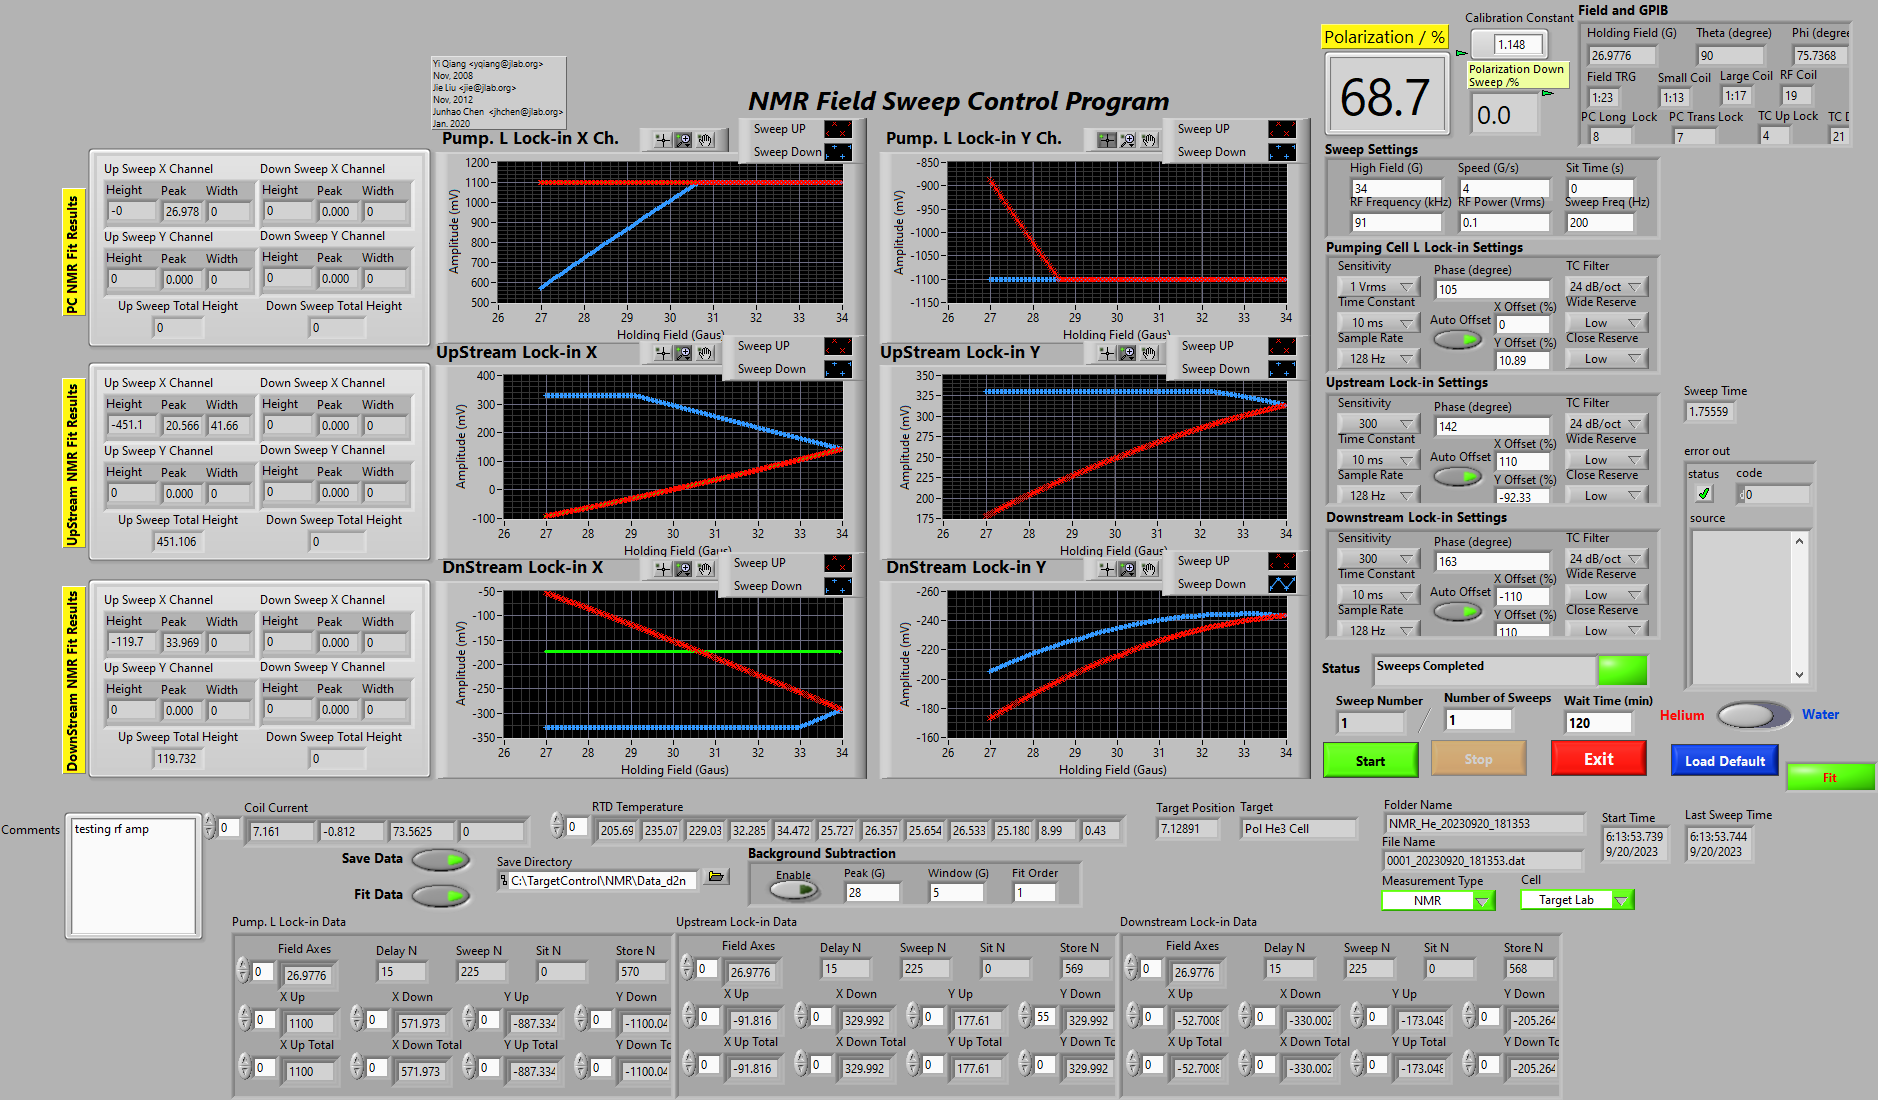 Yi Qiang <yqiang@jlab.org>
Nov, 2008
Jie Liu <jie@jlab.org>
Nov, 2012
Junhao Chen <jhchen@jlab.org>
Jan. 2020
NMR Field Sweep Control Program
Polarization / %
68.7
Calibration Constant
1.148
Polarization Down
Sweep /%
0.0
Field and GPIB
Holding Field (G) Theta (degree) Phi (degree
26.9776 90 75.7368
Field TRG Small Coil Large Coil RF Coil
1:23 1:13 1:17 19
PC Long Lock PC Trans Lock TC Up Lock TC D
8 7 4 21
PC NMR Fit Results
Up Sweep X Channel Down Sweep X Channel
Height Peak Width Height Peak Width
-0 26.978 0 0 0.000 0
Up Sweep Y Channel Down Sweep Y Channel
Height Peak Width Height Peak Width
0 0.000 0 0 0.000 0
Up Sweep Total Height Down Sweep Total Height
0 0
UpStream NMR Fit Results
Up Sweep X Channel Down Sweep X Channel
Height Peak Width Height Peak Width
-451.1 20.566 41.66 0 0.000 0
Up Sweep Y Channel Down Sweep Y Channel
Height Peak Width Height Peak Width
0 0.000 0 0 0.000 0
Up Sweep Total Height Down Sweep Total Height
451.106 0
DownStream NMR Fit Results
Up Sweep X Channel Down Sweep X Channel
Height Peak Width Height Peak Width
-119.7 33.969 0 0 0.000 0
Up Sweep Y Channel Down Sweep Y Channel
Height Peak Width Height Peak Width
0 0.000 0 0 0.000 0
Up Sweep Total Height Down Sweep Total Height
119.732 0
Pump. L Lock-in X Ch.
Sweep UP
Sweep Down
Amplitude (mV)
1200
1100
1000
900
800
700
600
500
26 27 28 29 30 31 32 33 34
Holding Field (Gaus)
Pump. L Lock-in Y Ch.
Sweep UP
Sweep Down
Amplitude (mV)
-850
-900
-950
-1000
-1050
-1100
-1150
26 27 28 29 30 31 32 33 34
Holding Field (Gaus)
UpStream Lock-in X
Sweep UP
Sweep Down
Amplitude (mV)
400
300
200
100
0
-100
26 27 28 29 30 31 32 33 34
Holding Field (Gaus)
UpStream Lock-in Y
Sweep UP
Sweep Down
Amplitude (mV)
350
325
300
275
250
225
200
175
26 27 28 29 30 31 32 33 34
Holding Field (Gaus)
DnStream Lock-in X
Sweep UP
Sweep Down
Amplitude (mV)
-50
-100
-150
-200
-250
-300
-350
26 27 28 29 30 31 32 33 34
Holding Field (Gaus)
DnStream Lock-in Y
Sweep UP
Sweep Down
Amplitude (mV)
-260
-240
-220
-200
-180
-160
26 27 28 29 30 31 32 33 34
Holding Field (Gaus)
Sweep Settings
High Field (G) Speed (G/s) Sit Time (s)
34 4 0
RF Frequency (kHz) RF Power (Vrms) Sweep Freq (Hz)
91 0.1 200
Pumping Cell L Lock-in Settings
Sensitivity Phase (degree) TC Filter
1 Vrms 105 24 dB/oct
Time Constant X Offset (%) Wide Reserve
10 ms Auto Offset 0 Low
Sample Rate Y Offset (%) Close Reserve
128 Hz 10.89 Low
Upstream Lock-in Settings
Sensitivity Phase (degree) TC Filter
300 142 24 dB/oct
Time Constant X Offset (%) Wide Reserve
10 ms Auto Offset 110 Low
Sample Rate Y Offset (%) Close Reserve
128 Hz -92.33 Low
Downstream Lock-in Settings
Sensitivity Phase (degree) TC Filter
300 163 24 dB/oct
Time Constant X Offset (%) Wide Reserve
10 ms Auto Offset -110 Low
Sample Rate Y Offset (%) Close Reserve
128 Hz 110 Low
Sweep Time
1.75559
error out
status code
0
source
Status Sweeps Completed
Sweep Number Number of Sweeps Wait Time (min)
1 / 1 120
Helium Water
Start Stop Exit Load Default Fit
Comments
testing rf amp
Coil Current
0 7.161 -0.812 73.5625 0
RTD Temperature
0 205.69 235.07 229.03 32.285 34.472 25.727 26.357 25.654 26.533 25.180 8.99 0.43
Target Position Target
7.12891 Pol He3 Cell
Folder Name
NMR_He_20230920_181353
File Name
0001_20230920_181353.dat
Start Time
6:13:53.739
9/20/2023
Last Sweep Time
6:13:53.744
9/20/2023
Measurement Type Cell
NMR Target Lab
Save Data
Fit Data
Save Directory
C:\TargetControl\NMR\Data_d2n
Background Subtraction
Enable Peak (G) Window (G) Fit Order
28 5 1
Pump. L Lock-in Data
Field Axes Delay N Sweep N Sit N Store N
0 26.9776 15 225 0 570
X Up X Down Y Up Y Down
0 1100 0 571.973 0 -887.334 0 -1100.04
X Up Total X Down Total Y Up Total Y Down To
0 1100 0 571.973 0 -887.334 0 -1100.04
Upstream Lock-in Data
Field Axes Delay N Sweep N Sit N Store N
0 26.9776 15 225 0 569
X Up X Down Y Up Y Down
0 -91.816 0 329.992 0 177.61 55 329.992
X Up Total X Down Total Y Up Total Y Down Tc
0 -91.816 0 329.992 0 177.61 0 329.992
Downstream Lock-in Data
Field Axes Delay N Sweep N Sit N Store N
0 26.9776 15 225 0 568
X Up X Down Y Up Y Down
0 -52.7008 0 -330.002 0 -173.048 0 -205.264
X Up Total X Down Total Y Up Total Y Down Tc
0 -52.7008 0 -330.002 0 -173.048 0 -205.264